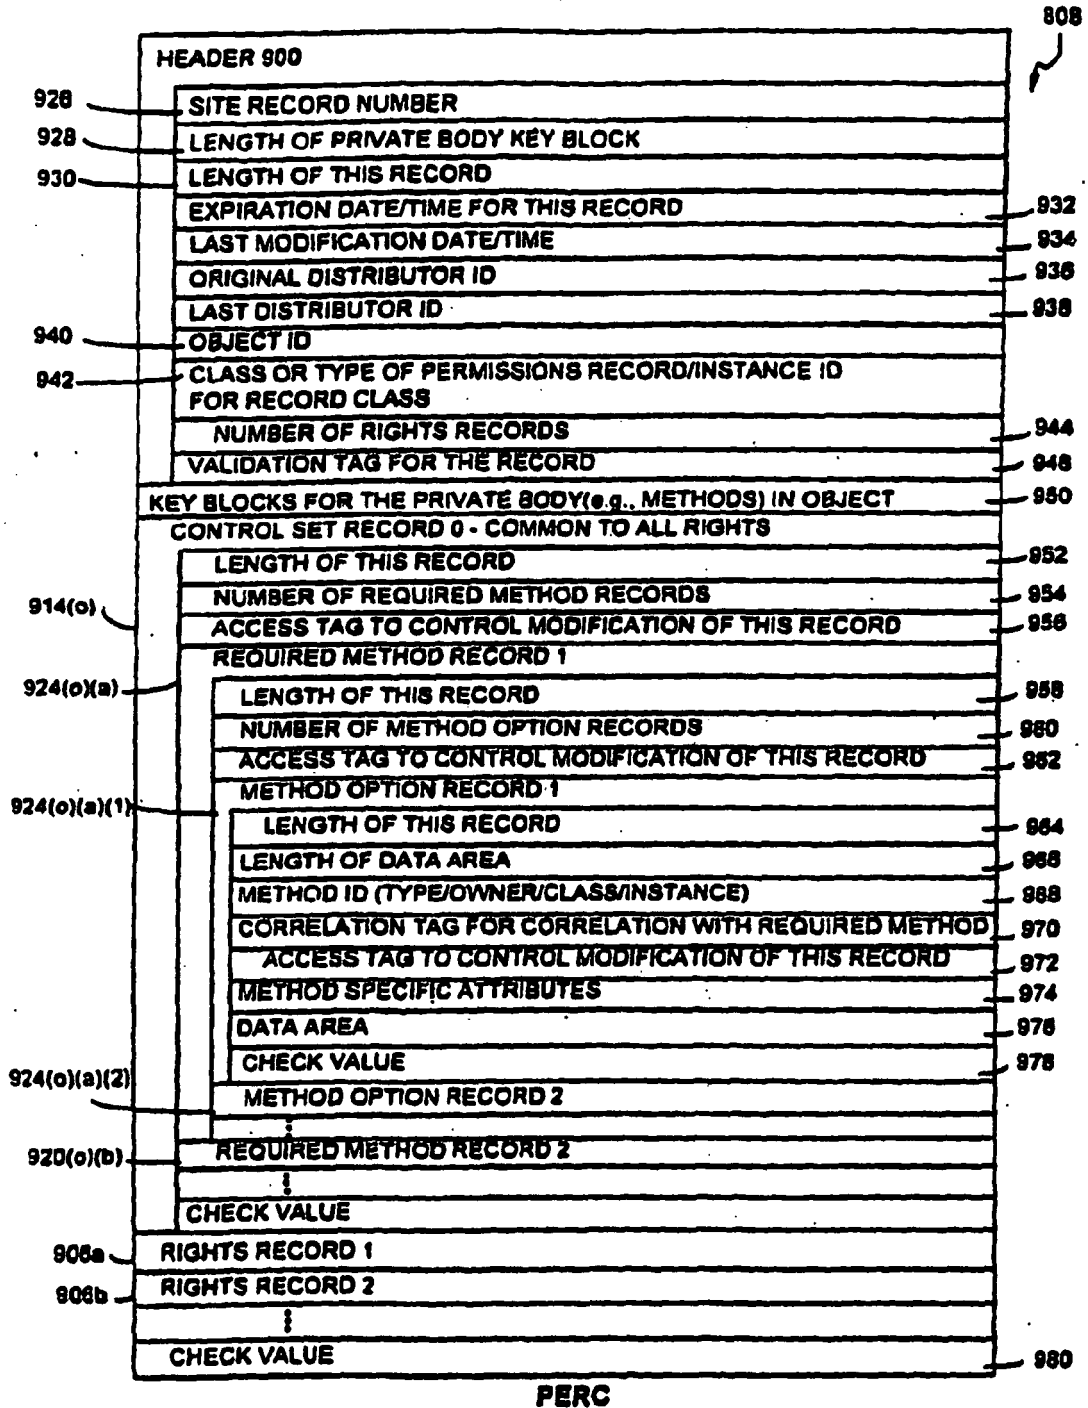 808
HEADER 900
926 SITE RECORD NUMBER
928 LENGTH OF PRIVATE BODY KEY BLOCK
930 LENGTH OF THIS RECORD
EXPIRATION DATE/TIME FOR THIS RECORD 932
LAST MODIFICATION DATE/TIME 934
ORIGINAL DISTRIBUTOR ID 936
LAST DISTRIBUTOR ID 938
940 OBJECT ID
942 CLASS OR TYPE OF PERMISSIONS RECORD/INSTANCE ID
FOR RECORD CLASS
NUMBER OF RIGHTS RECORDS 944
VALIDATION TAG FOR THE RECORD 948
KEY BLOCKS FOR THE PRIVATE BODY(e.g., METHODS) IN OBJECT 950
CONTROL SET RECORD 0 - COMMON TO ALL RIGHTS
LENGTH OF THIS RECORD 952
NUMBER OF REQUIRED METHOD RECORDS 954
914(o) ACCESS TAG TO CONTROL MODIFICATION OF THIS RECORD 956
REQUIRED METHOD RECORD 1
924(o)(a) LENGTH OF THIS RECORD 958
NUMBER OF METHOD OPTION RECORDS 960
ACCESS TAG TO CONTROL MODIFICATION OF THIS RECORD 962
METHOD OPTION RECORD 1
924(o)(a)(1) LENGTH OF THIS RECORD 964
LENGTH OF DATA AREA 966
METHOD ID (TYPE/OWNER/CLASS/INSTANCE) 968
CORRELATION TAG FOR CORRELATION WITH REQUIRED METHOD 970
ACCESS TAG TO CONTROL MODIFICATION OF THIS RECORD 972
METHOD SPECIFIC ATTRIBUTES 974
DATA AREA 976
CHECK VALUE 978
924(o)(a)(2) METHOD OPTION RECORD 2
920(o)(b) REQUIRED METHOD RECORD 2
CHECK VALUE
906a RIGHTS RECORD 1
906b RIGHTS RECORD 2
CHECK VALUE 980
PERC